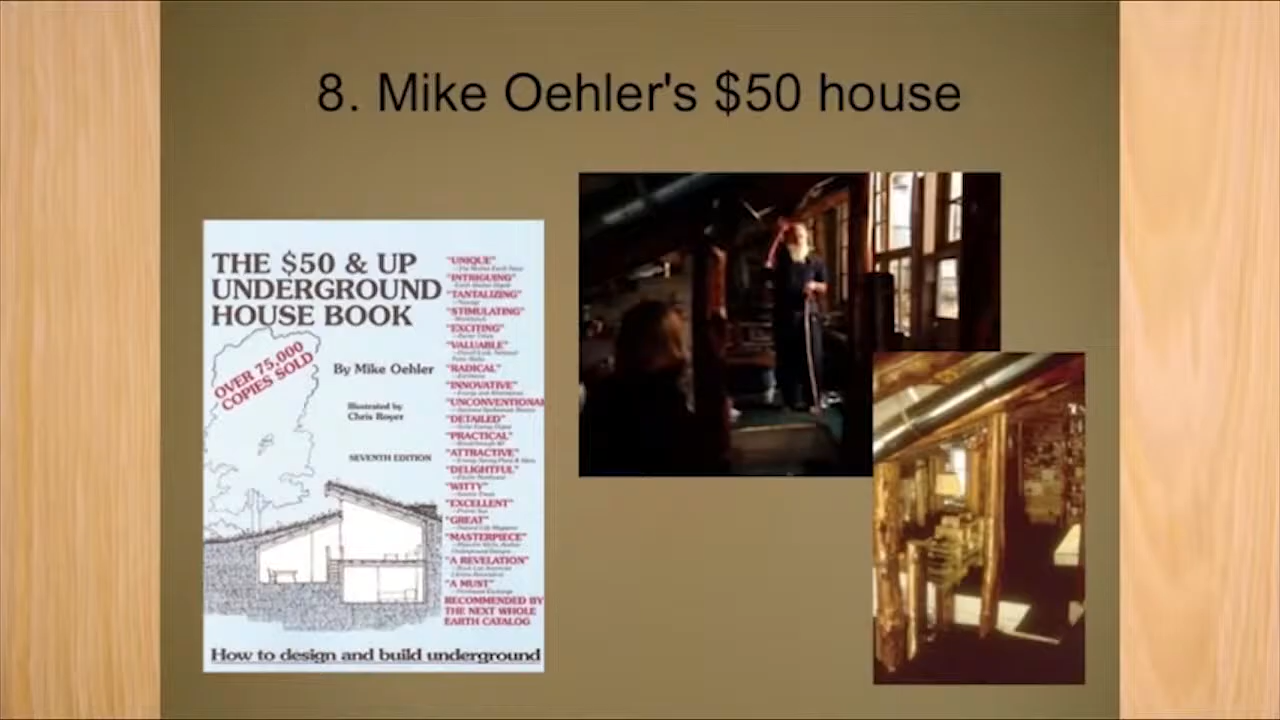 8. Mike Oehler's $50 house
THE $50 & UP
UNDERGROUND
HOUSE BOOK
OVER 75,000
COPIES SOLD
By Mike Oehler
Illustrated by
Chris Royer
SEVENTH EDITION
"UNIQUE"
"INTRIGUING"
"TANTALIZING"
"STIMULATING"
"EXCITING"
"VALUABLE"
"RADICAL"
"INNOVATIVE"
"UNCONVENTIONAL
"DETAILED"
"PRACTICAL"
"ATTRACTIVE"
"DELIGHTFUL"
"WITTY"
"EXCELLENT"
"GREAT"
"MASTERPIECE"
"A REVELATION"
"A MUST"
RECOMMENDED BY
THE NEXT WHOLE
EARTH CATALOG
How to design and build underground